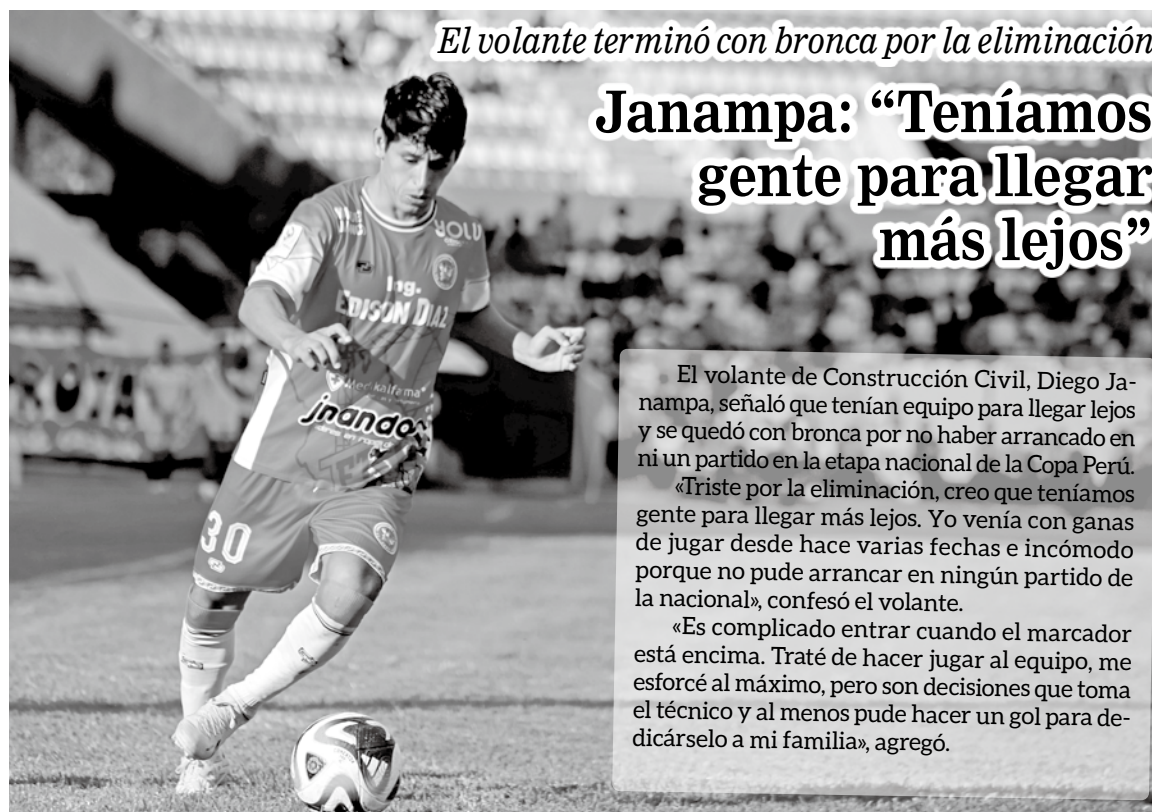 El volante terminó con bronca por la eliminación
Janampa: “Teníamos
gente para llegar
más lejos”
El volante de Construcción Civil, Diego Ja-
nampa, señaló que tenían equipo para llegar lejos
y se quedó con bronca por no haber arrancado en
ni un partido en la etapa nacional de la Copa Perú.
«Triste por la eliminación, creo que teníamos
gente para llegar más lejos. Yo venía con ganas
de jugar desde hace varias fechas e incómodo
porque no pude arrancar en ningún partido de
la nacional», confesó el volante.
«Es complicado entrar cuando el marcador
está encima. Traté de hacer jugar al equipo, me
esforcé al máximo, pero son decisiones que toma
el técnico y al menos pude hacer un gol para de-
dicárselo a mi familia», agregó.
YOLU
Ing.
EDISON DIAZ
Medikalfama
jnando
30